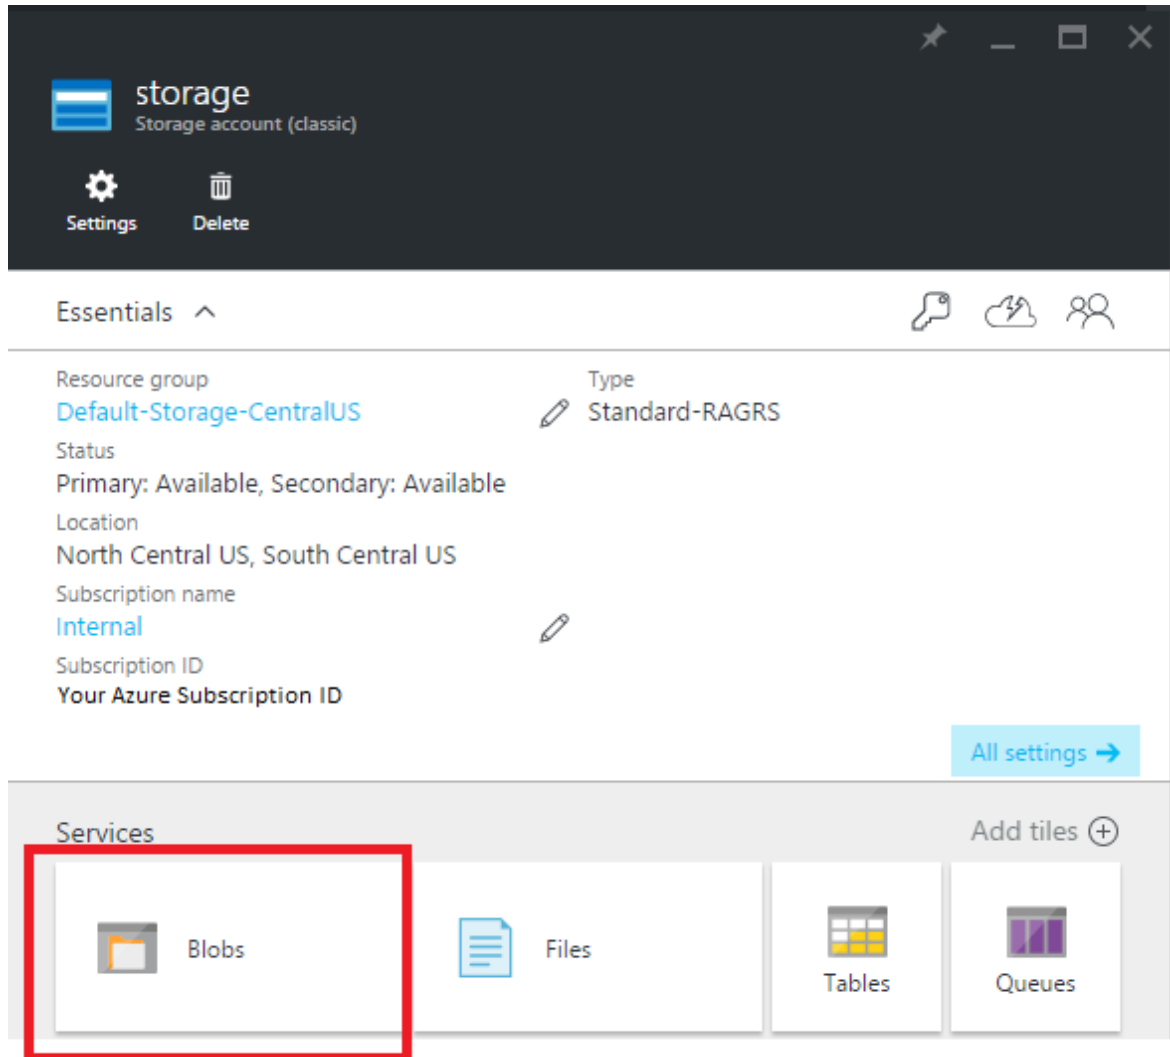 storage
Storage account (classic)
Settings Delete
Essentials
Resource group Type
Default-Storage-CentralUS Standard-RAGRS
Status
Primary: Available, Secondary: Available
Location
North Central US, South Central US
Subscription name
Internal
Subscription ID
Your Azure Subscription ID
All settings
Services Add tiles
Blobs Files
Tables Queues